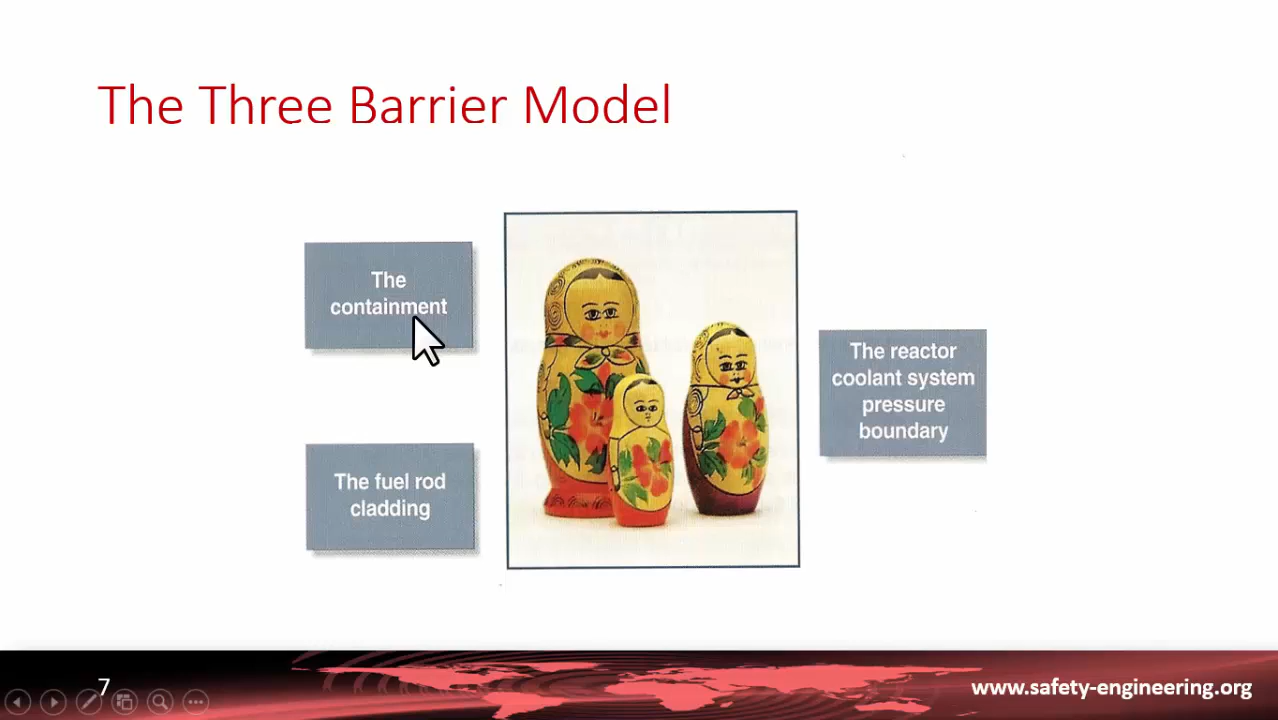 The Three Barrier Model
The
containment
The fuel rod
cladding
The reactor
coolant system
pressure
boundary
7
www.safety-engineering.org